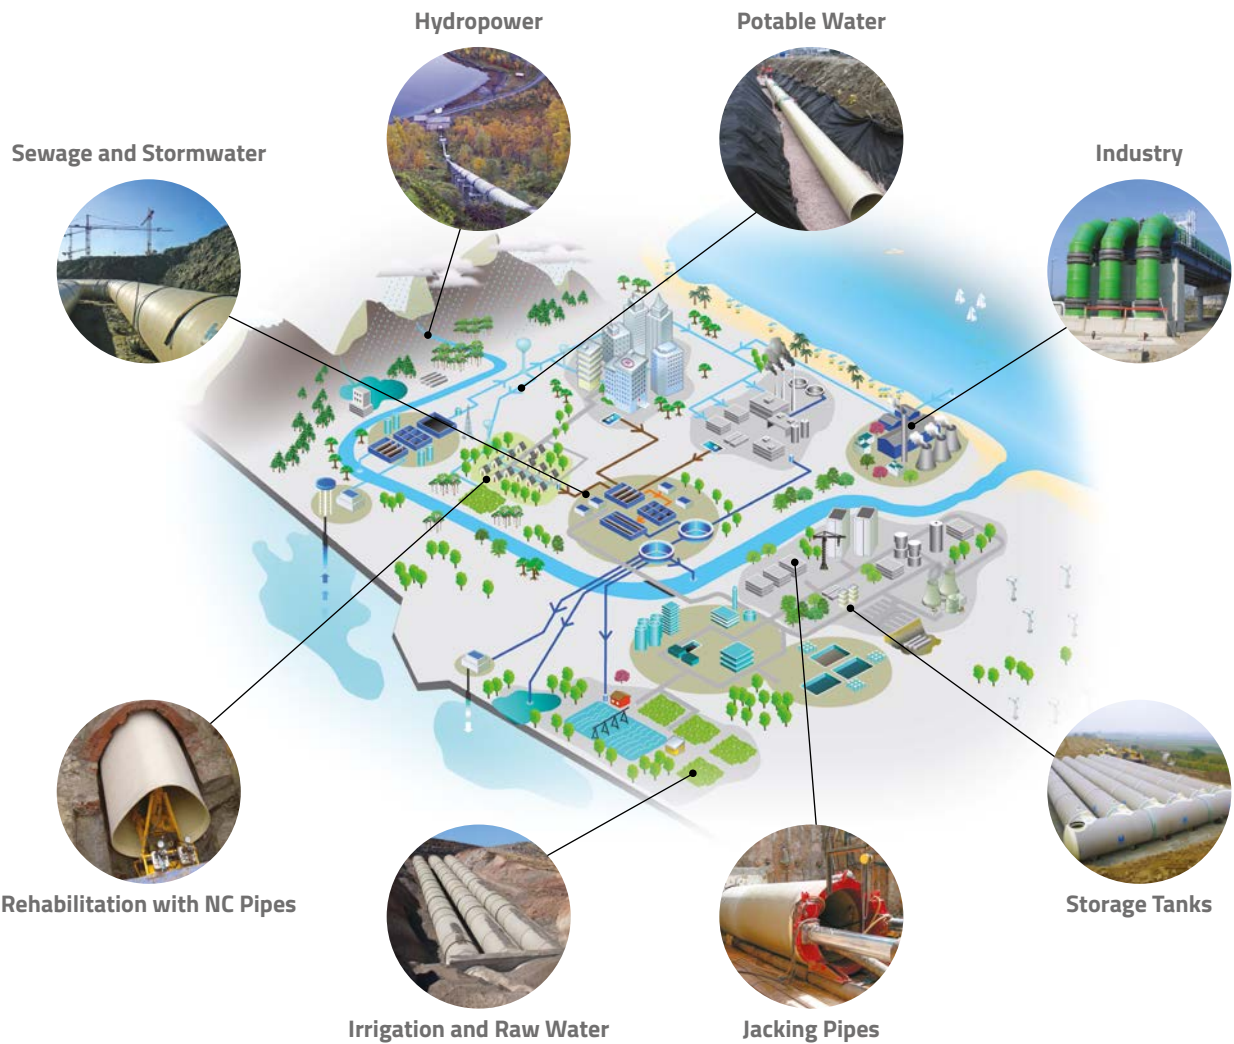 Hydropower
Potable Water
Sewage and Stormwater
Industry
Rehabilitation with NC Pipes
Storage Tanks
Irrigation and Raw Water
Jacking Pipes